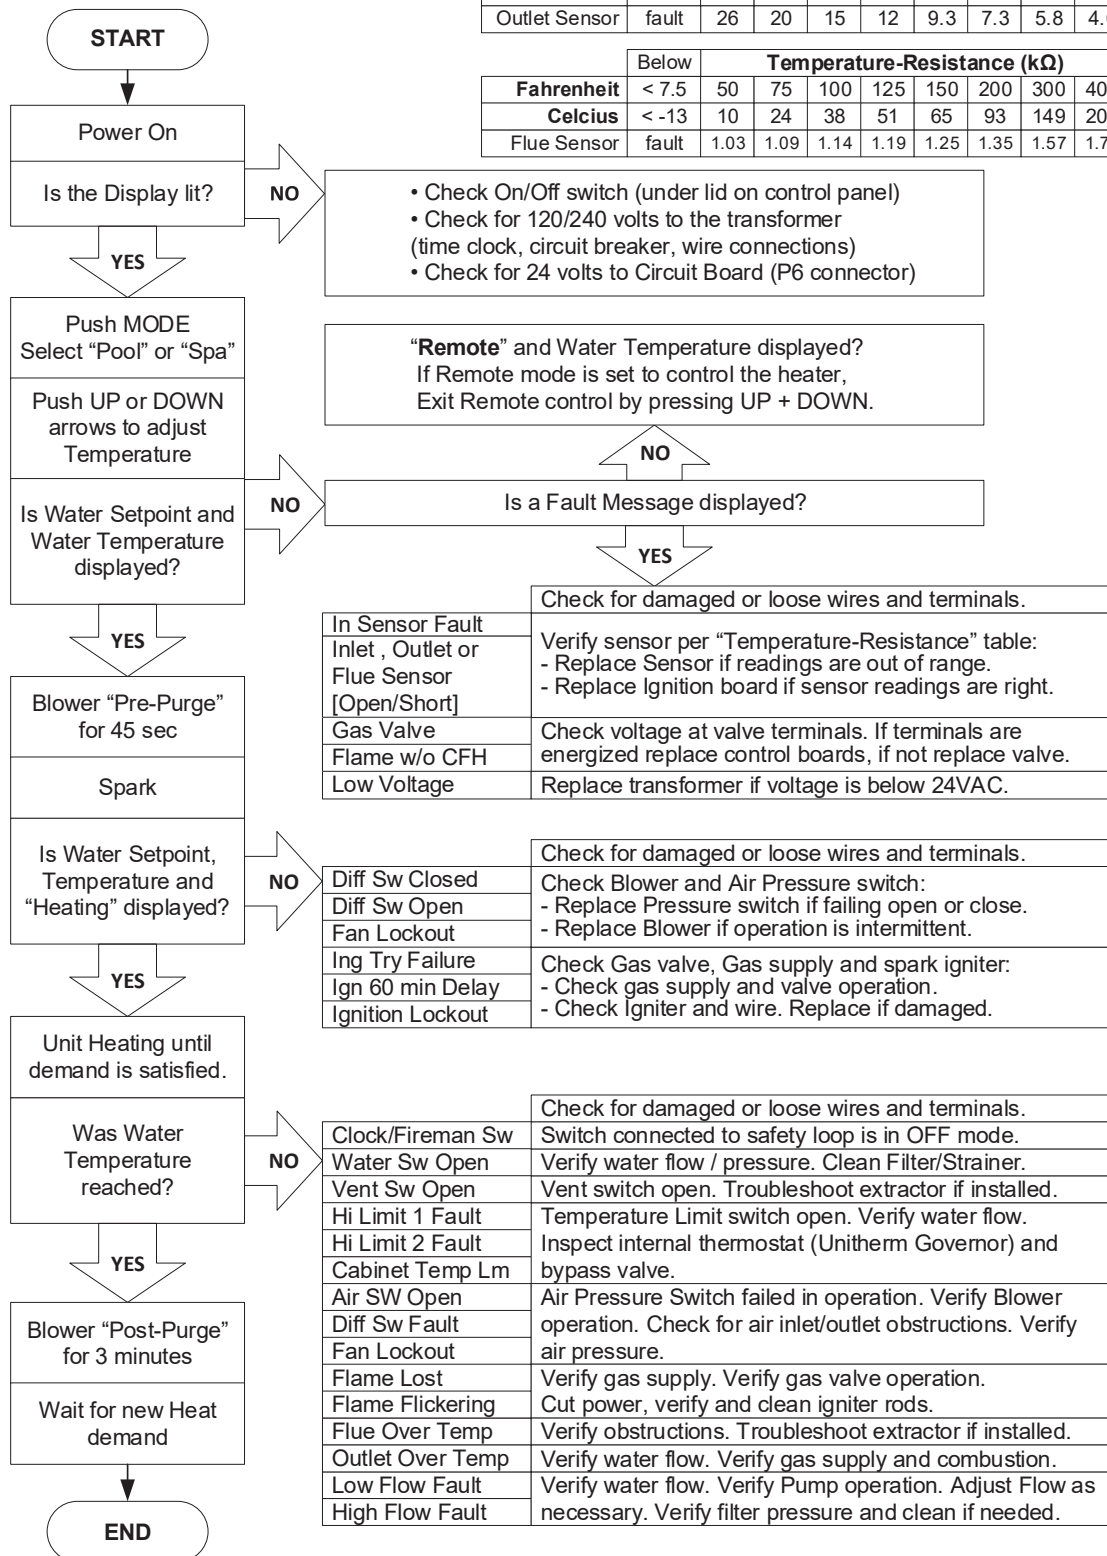 Outlet Sensor fault 26 20 15 12 9.3 7.3 5.8
Below Temperature-Resistance (kΩ)
Fahrenheit < 7.5 50 75 100 125 150 200 300
Celcius < -13 10 24 38 51 65 93 149
Flue Sensor fault 1.03 1.09 1.14 1.19 1.25 1.35 1.57
START
Power On
Is the Display lit?
NO
• Check On/Off switch (under lid on control panel)
• Check for 120/240 volts to the transformer
(time clock, circuit breaker, wire connections)
• Check for 24 volts to Circuit Board (P6 connector)
YES
Push MODE
Select “Pool” or “Spa”
Push UP or DOWN
arrows to adjust
Temperature
Is Water Setpoint and
Water Temperature
displayed?
NO
Is a Fault Message displayed?
NO
“Remote” and Water Temperature displayed?
If Remote mode is set to control the heater,
Exit Remote control by pressing UP + DOWN.
YES
Check for damaged or loose wires and terminals.
In Sensor Fault
Inlet , Outlet or
Flue Sensor
[Open/Short]
Verify sensor per “Temperature-Resistance” table:
- Replace Sensor if readings are out of range.
- Replace Ignition board if sensor readings are right.
Gas Valve
Flame w/o CFH
Check voltage at valve terminals. If terminals are
energized replace control boards, if not replace valve.
Low Voltage
Replace transformer if voltage is below 24VAC.
YES
Blower “Pre-Purge”
for 45 sec
Spark
Is Water Setpoint,
Temperature and
“Heating” displayed?
NO
Check for damaged or loose wires and terminals.
Diff Sw Closed
Diff Sw Open
Fan Lockout
Check Blower and Air Pressure switch:
- Replace Pressure switch if failing open or close.
- Replace Blower if operation is intermittent.
Ing Try Failure
Ign 60 min Delay
Ignition Lockout
Check Gas valve, Gas supply and spark igniter:
- Check gas supply and valve operation.
- Check Igniter and wire. Replace if damaged.
YES
Unit Heating until
demand is satisfied.
Was Water
Temperature
reached?
NO
Check for damaged or loose wires and terminals.
Clock/Fireman Sw
Switch connected to safety loop is in OFF mode.
Water Sw Open
Verify water flow / pressure. Clean Filter/Strainer.
Vent Sw Open
Vent switch open. Troubleshoot extractor if installed.
Hi Limit 1 Fault
Hi Limit 2 Fault
Cabinet Temp Lm
Temperature Limit switch open. Verify water flow.
Inspect internal thermostat (Unitherm Governor) and
bypass valve.
Air SW Open
Diff Sw Fault
Fan Lockout
Air Pressure Switch failed in operation. Verify Blower
operation. Check for air inlet/outlet obstructions. Verify
air pressure.
Flame Lost
Flame Flickering
Verify gas supply. Verify gas valve operation.
Cut power, verify and clean igniter rods.
Flue Over Temp
Verify obstructions. Troubleshoot extractor if installed.
Outlet Over Temp
Verify water flow. Verify gas supply and combustion.
Low Flow Fault
High Flow Fault
Verify water flow. Verify Pump operation. Adjust Flow as
necessary. Verify filter pressure and clean if needed.
YES
Blower “Post-Purge”
for 3 minutes
Wait for new Heat
demand
END